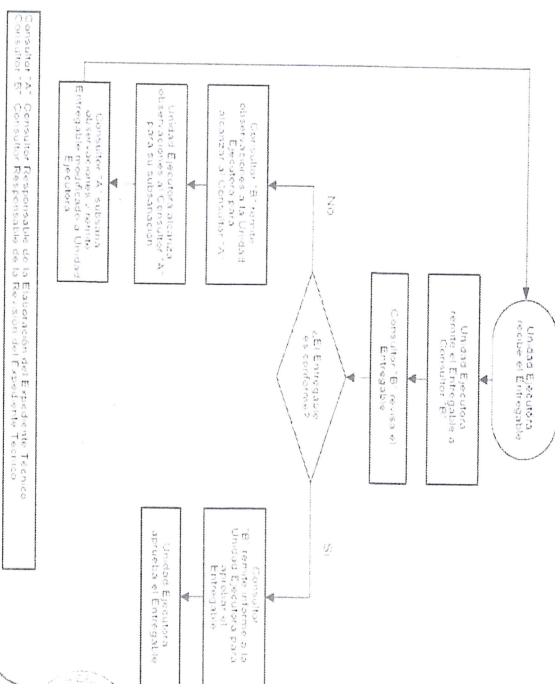 Unidad Ejecutora
recibe el Entregable
Unidad Ejecutora
remite el Entregable a
Consultor "B"
Consultor "B" revisa el
Entregable
¿El Entregable
es conforme?
No
Si
Consultor "B" remite
observaciones a la Unidad
Ejecutora para
alcanzar al Consultor "A"
Unidad Ejecutora alcanza
observaciones al Consultor "A"
para su subsanación
Consultor "A" subsana
observaciones y remite
Entregable modificado a Unidad
Ejecutora
Consultor
"B" remite informe a la
Unidad Ejecutora para
aprobar el
Entregable
Unidad Ejecutora
aprueba el Entregable
Consultor "A": Consultor Responsable de la Elaboración del Expediente Técnico
Consultor "B": Consultor Responsable de la Revisión del Expediente Técnico